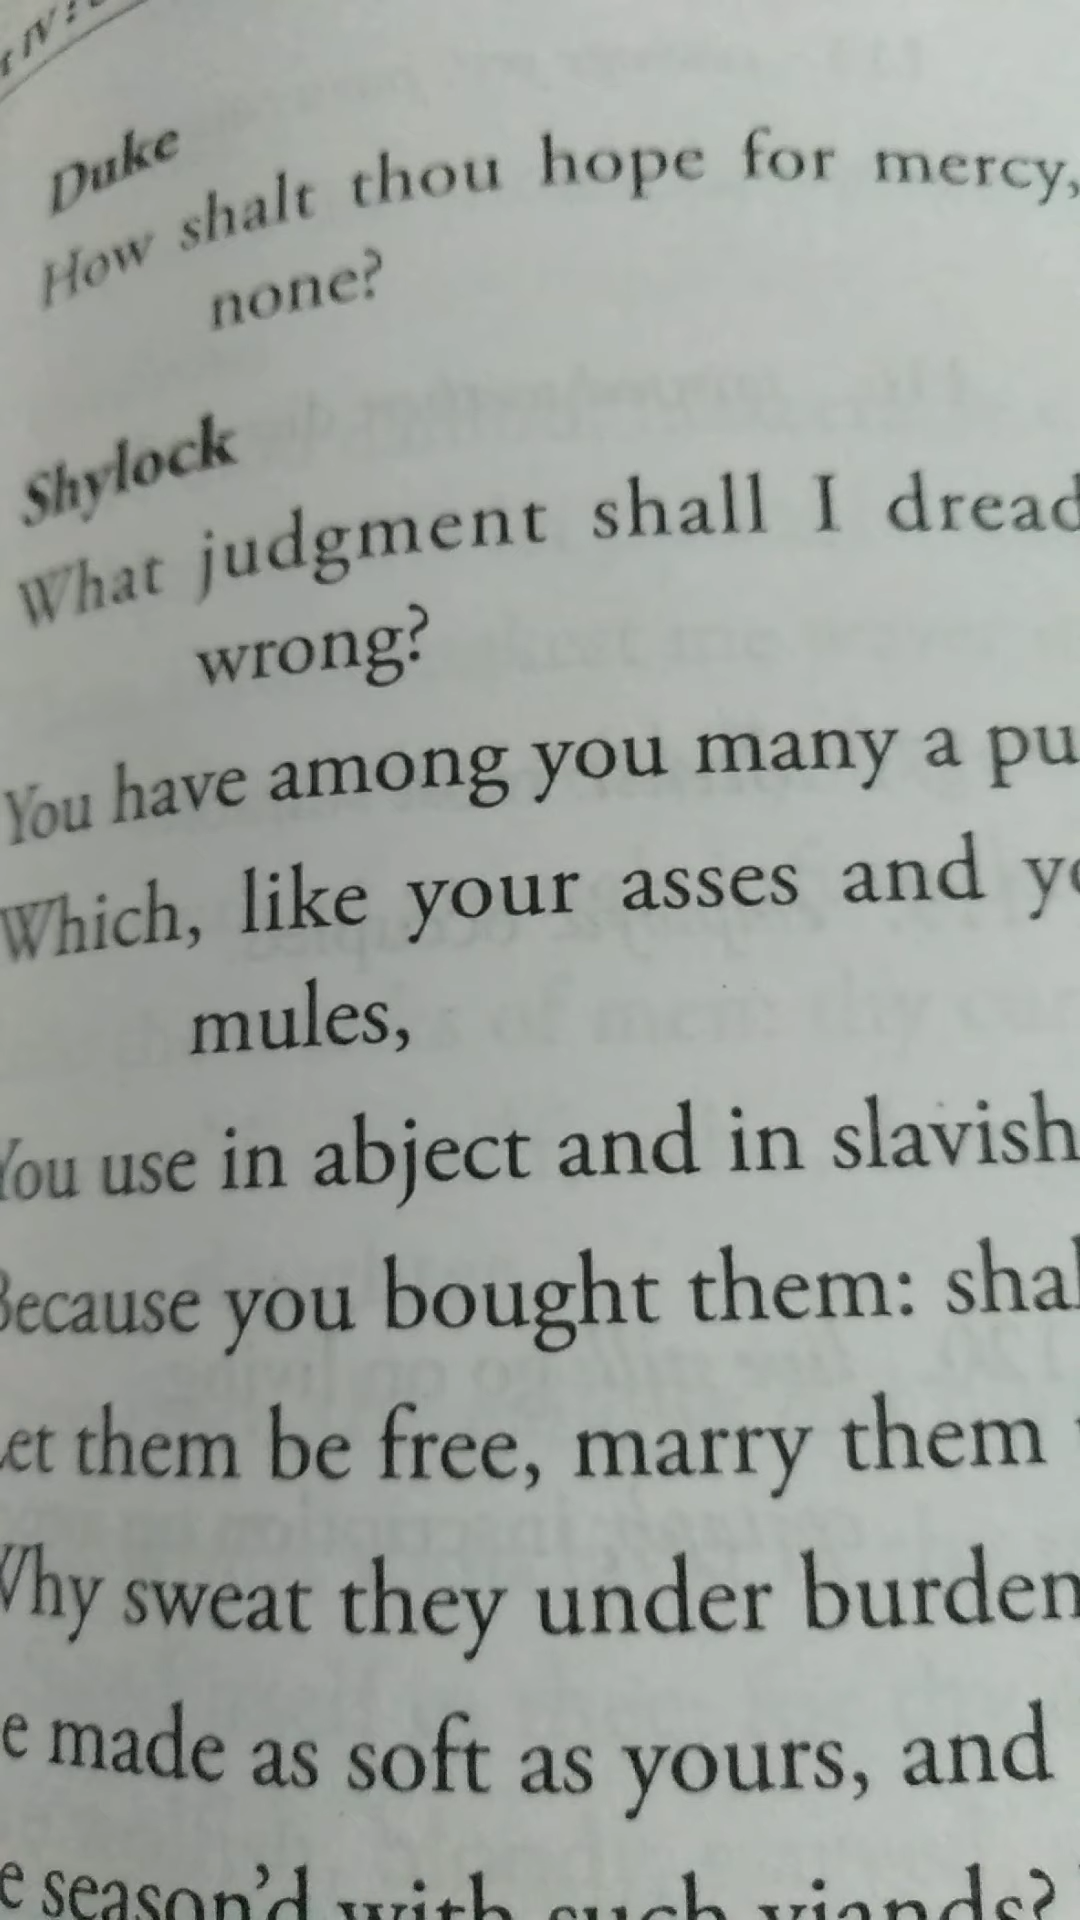 Duke
How shalt thou hope for mercy,
none?
Shylock
What judgment shall I dread
wrong?
You have among you many a pu
Which, like your asses and yo
mules,
You use in abject and in slavish
Because you bought them: shal
Let them be free, marry them
Why sweat they under burden
e made as soft as yours, and
e season'd with such viands?